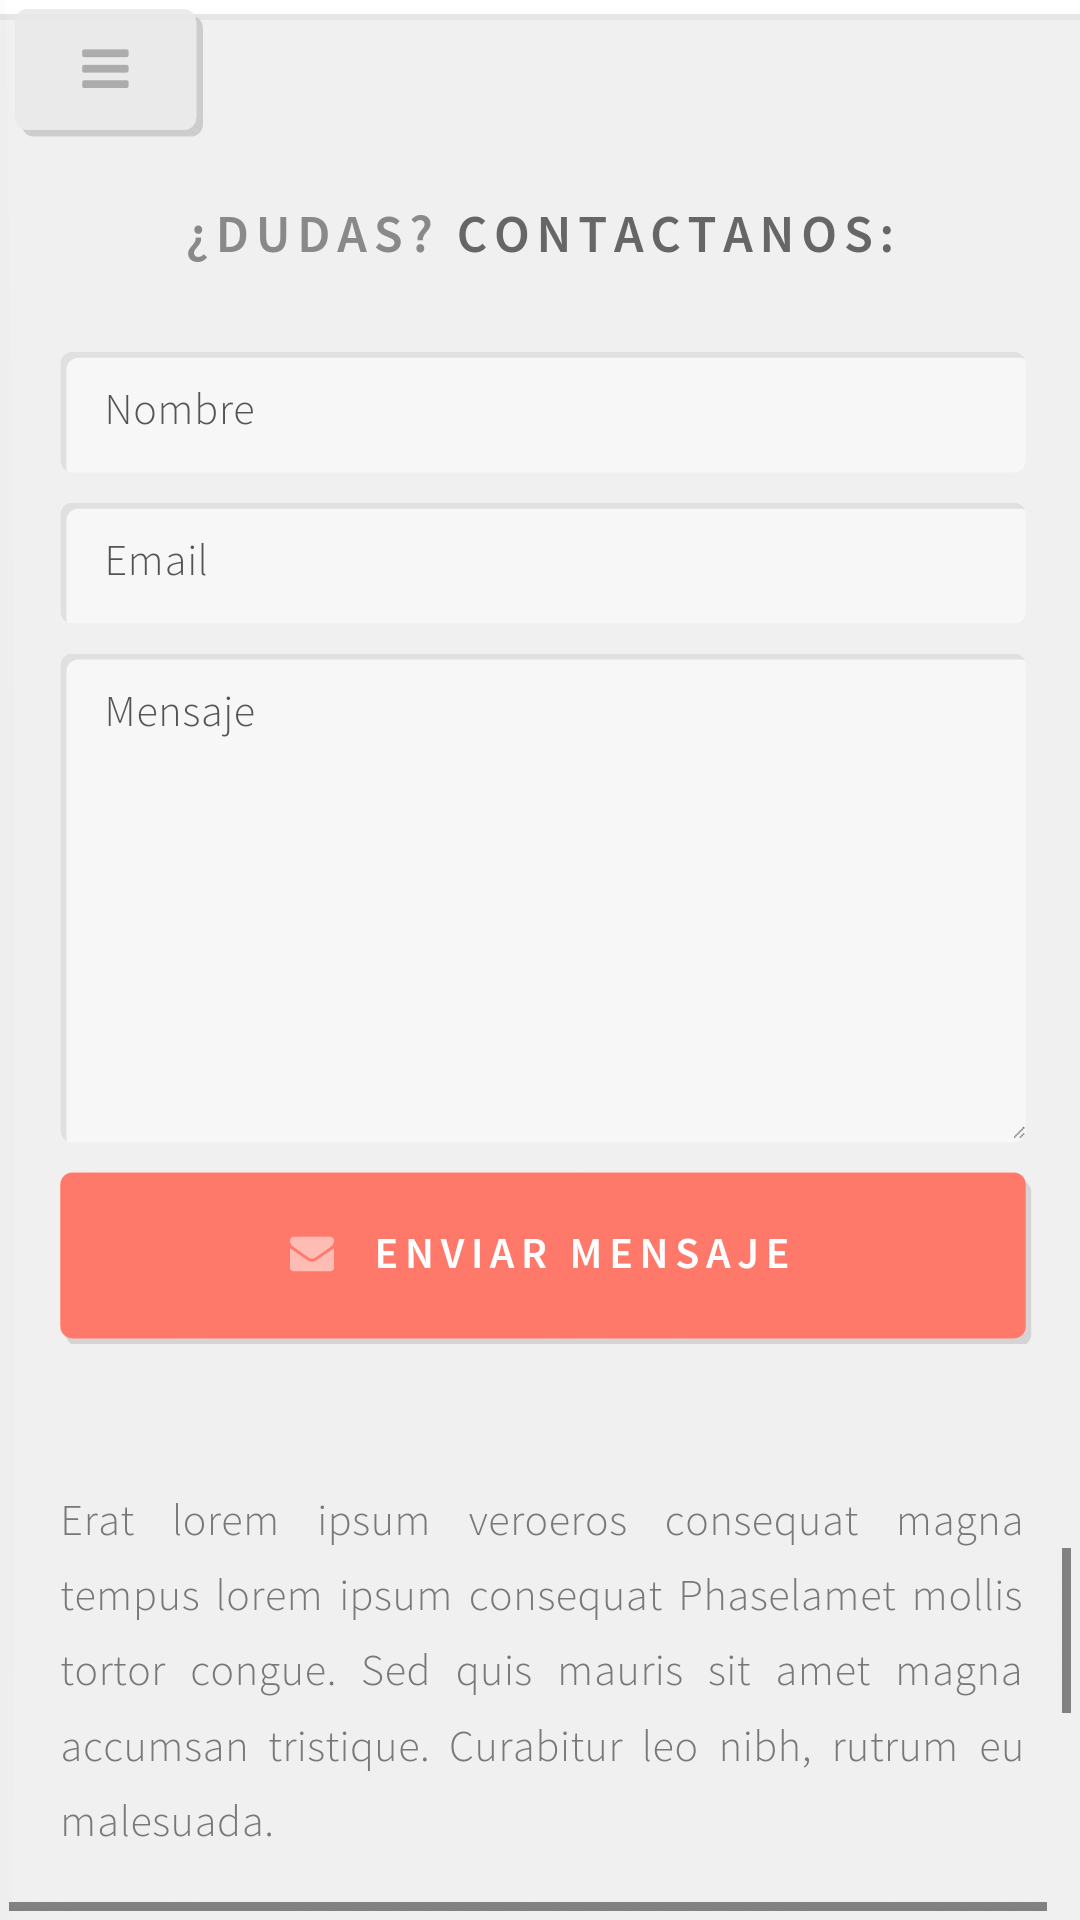 ¿DUDAS? CONTACTANOS:
Nombre
Email
Mensaje
ENVIAR MENSAJE
Erat lorem ipsum veroeros consequat magna
tempus lorem ipsum consequat Phaselamet mollis
tortor congue. Sed quis mauris sit amet magna
accumsan tristique. Curabitur leo nibh, rutrum eu
malesuada.